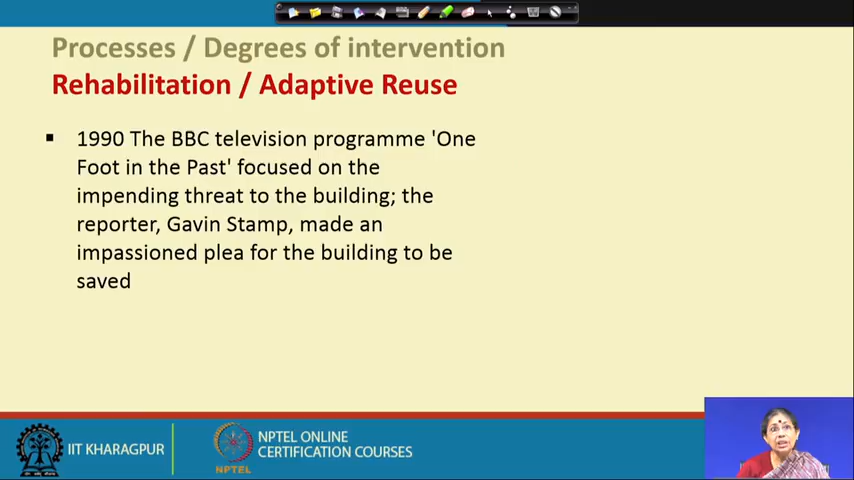 Processes / Degrees of intervention
Rehabilitation / Adaptive Reuse
1990 The BBC television programme 'One
Foot in the Past' focused on the
impending threat to the building; the
reporter, Gavin Stamp, made an
impassioned plea for the building to be
saved
IIT KHARAGPUR
NPTEL
NPTEL ONLINE
CERTIFICATION COURSES